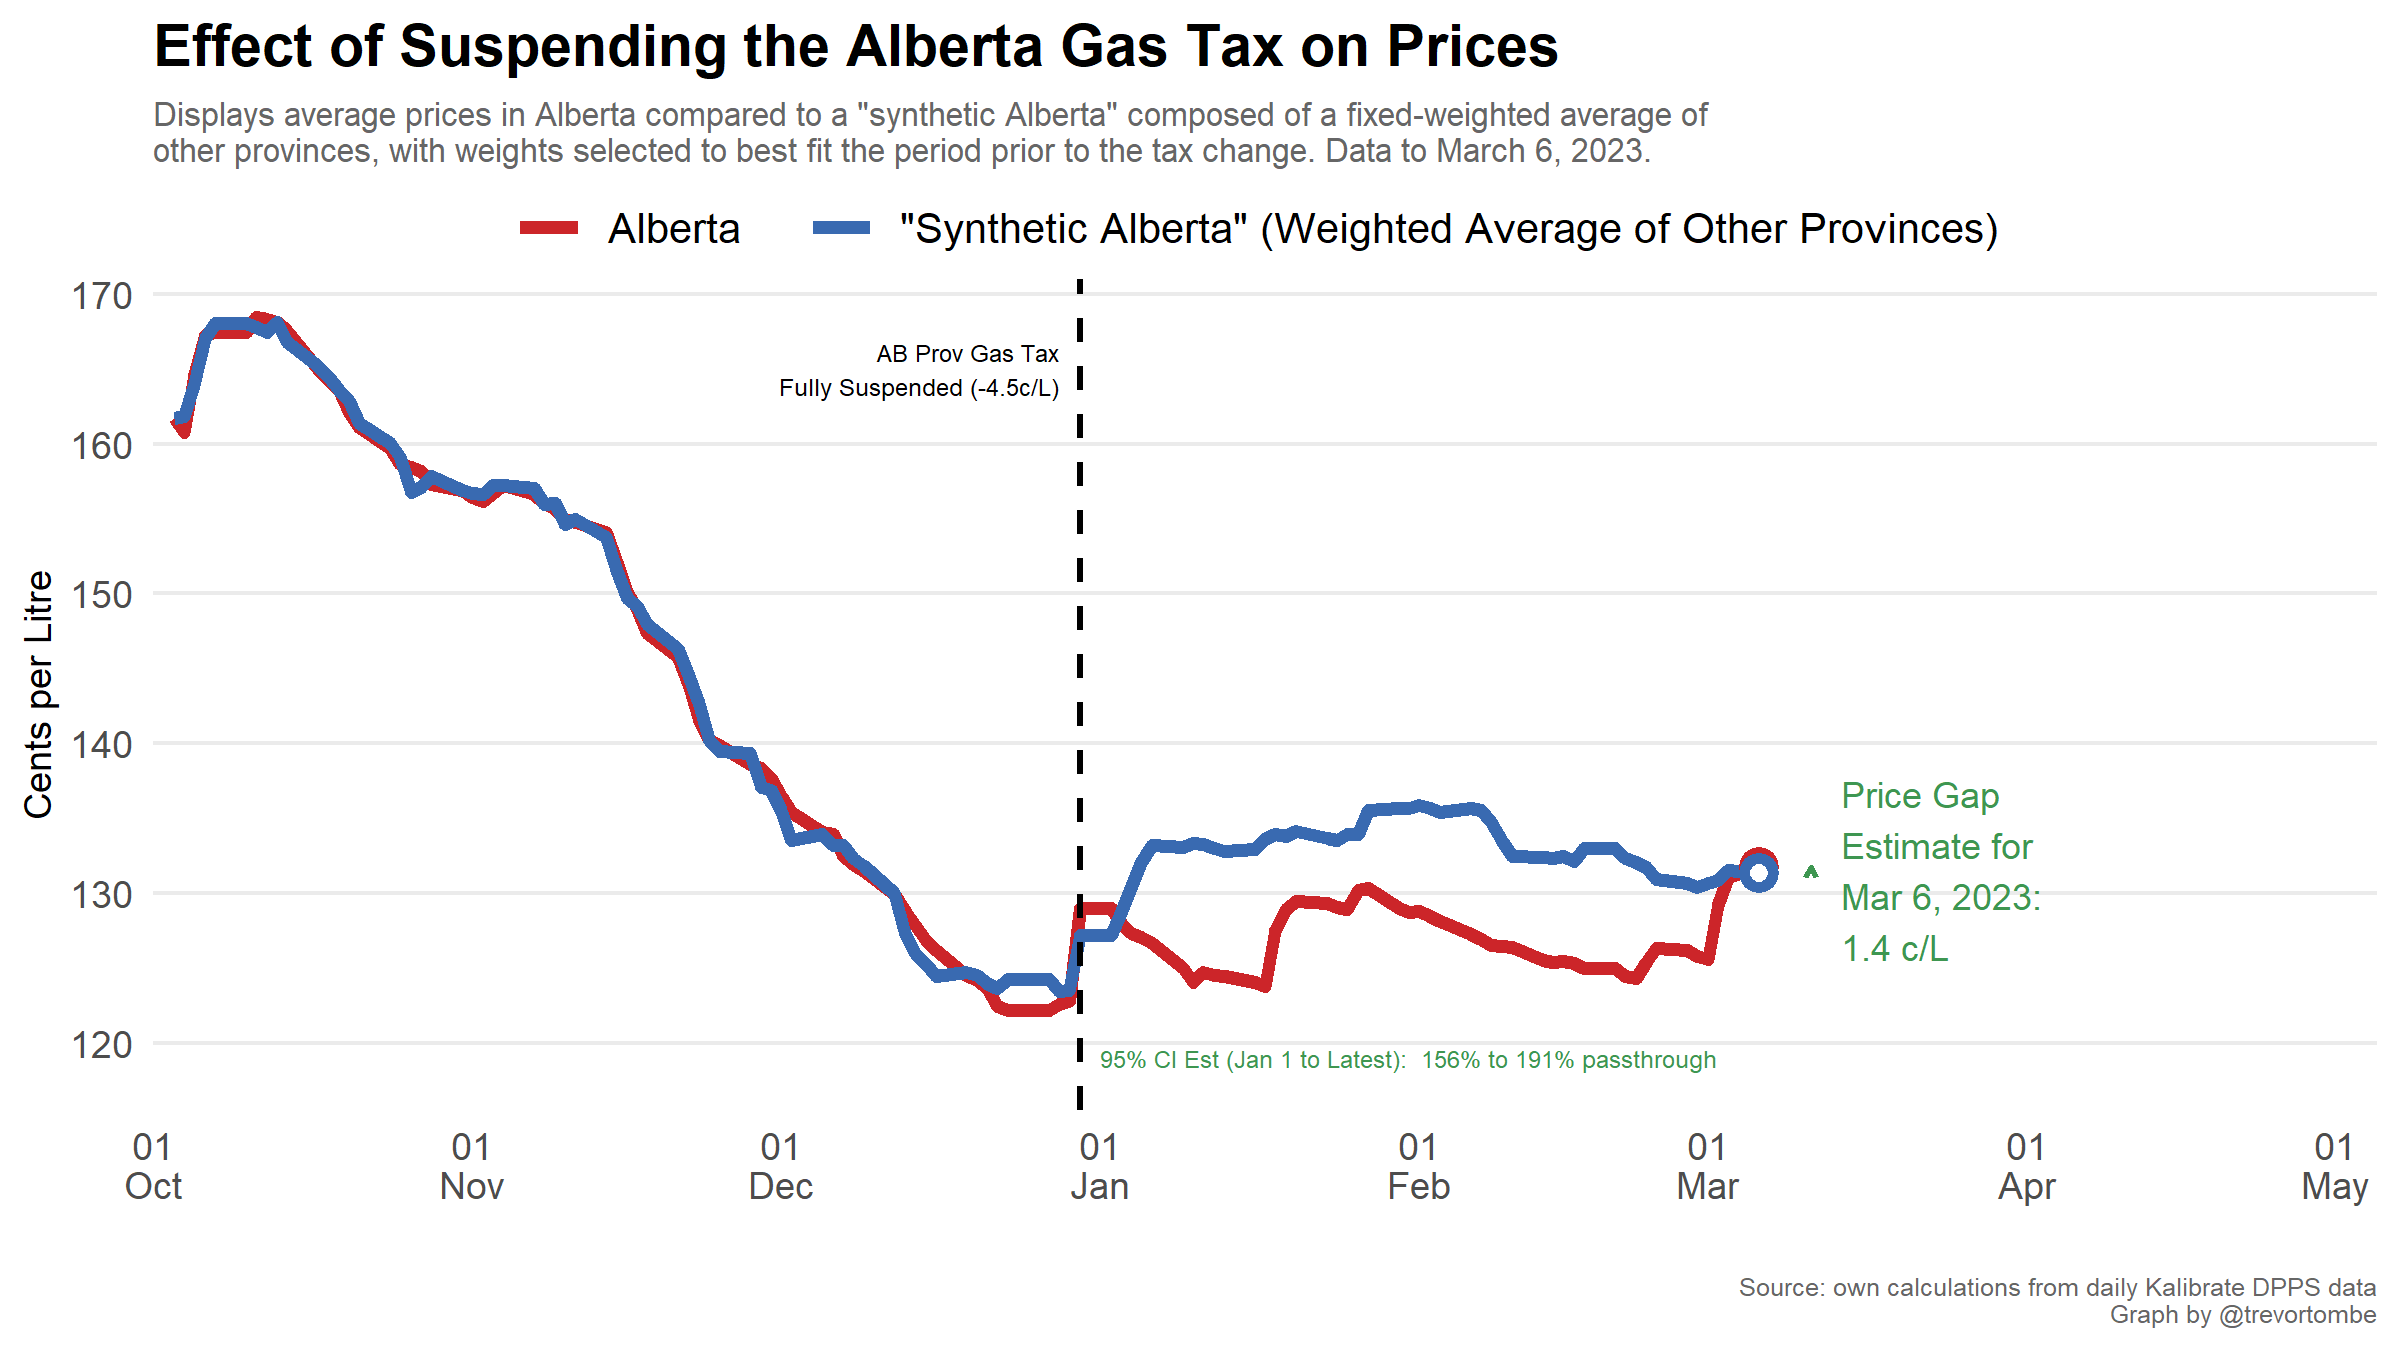 Effect of Suspending the Alberta Gas Tax on Prices
Displays average prices in Alberta compared to a "synthetic Alberta" composed of a fixed-weighted average of
other provinces, with weights selected to best fit the period prior to the tax change. Data to March 6, 2023.
Alberta
"Synthetic Alberta" (Weighted Average of Other Provinces)
170
160
150
140
130
120
Cents per Litre
AB Prov Gas Tax
Fully Suspended (-4.5c/L)
Price Gap
Estimate for
Mar 6, 2023:
1.4 c/L
95% CI Est (Jan 1 to Latest): 156% to 191% passthrough
01 01 01 01 01 01 01 01
Oct Nov Dec Jan Feb Mar Apr May
Source: own calculations from daily Kalibrate DPPS data
Graph by @trevortombe